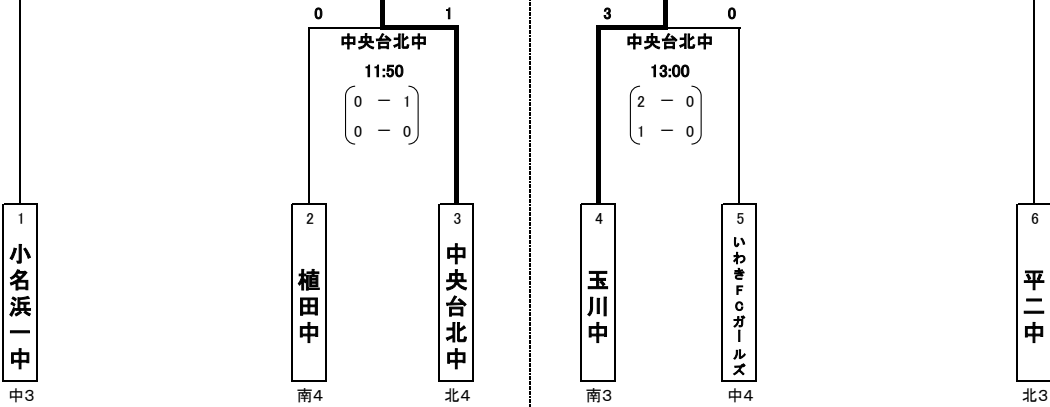 0 1 3 0
中央台北中 中央台北中
11:50 13:00
0 － 1 2 － 0
0 － 0 1 － 0
1 2 3 4 5 6
小名浜一中
植田中
中央台北中
玉川中
いわきFCガールズ
平二中
中3 南4 北4 南3 中4 北3